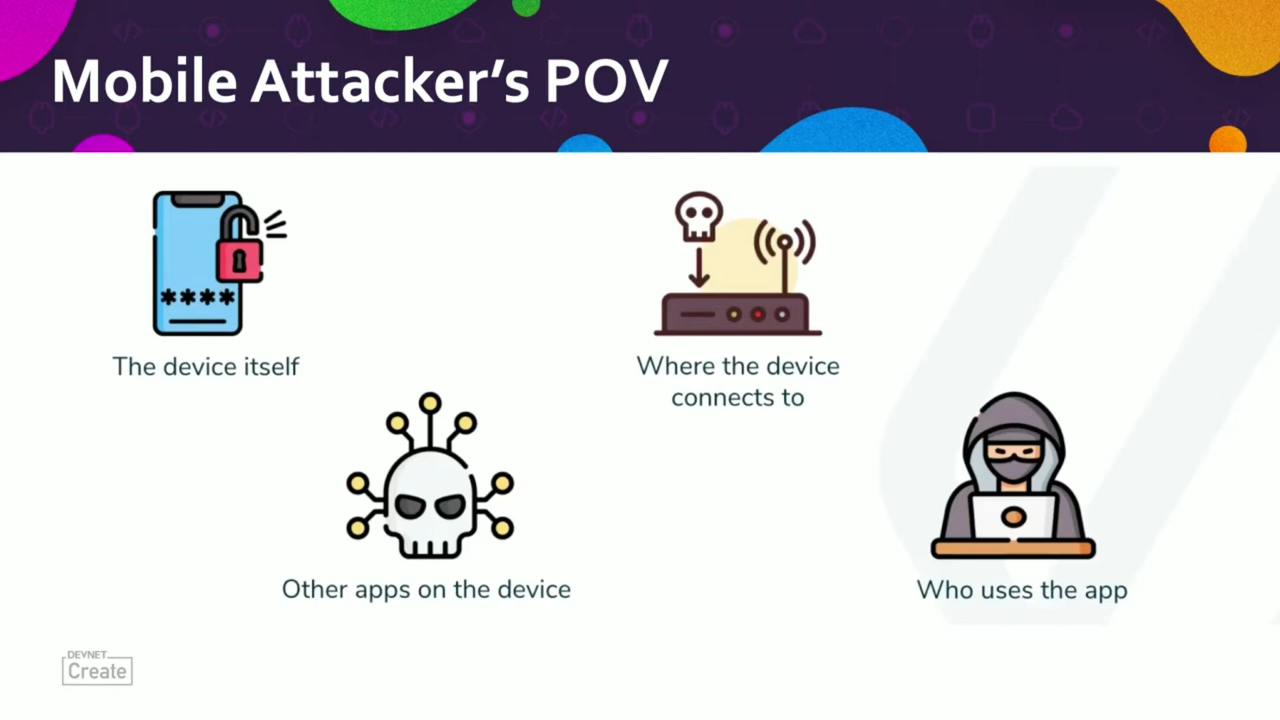 Mobile Attacker's POV
****
The device itself
Where the device
connects to
Other apps on the device
Who uses the app
DEVNET
Create